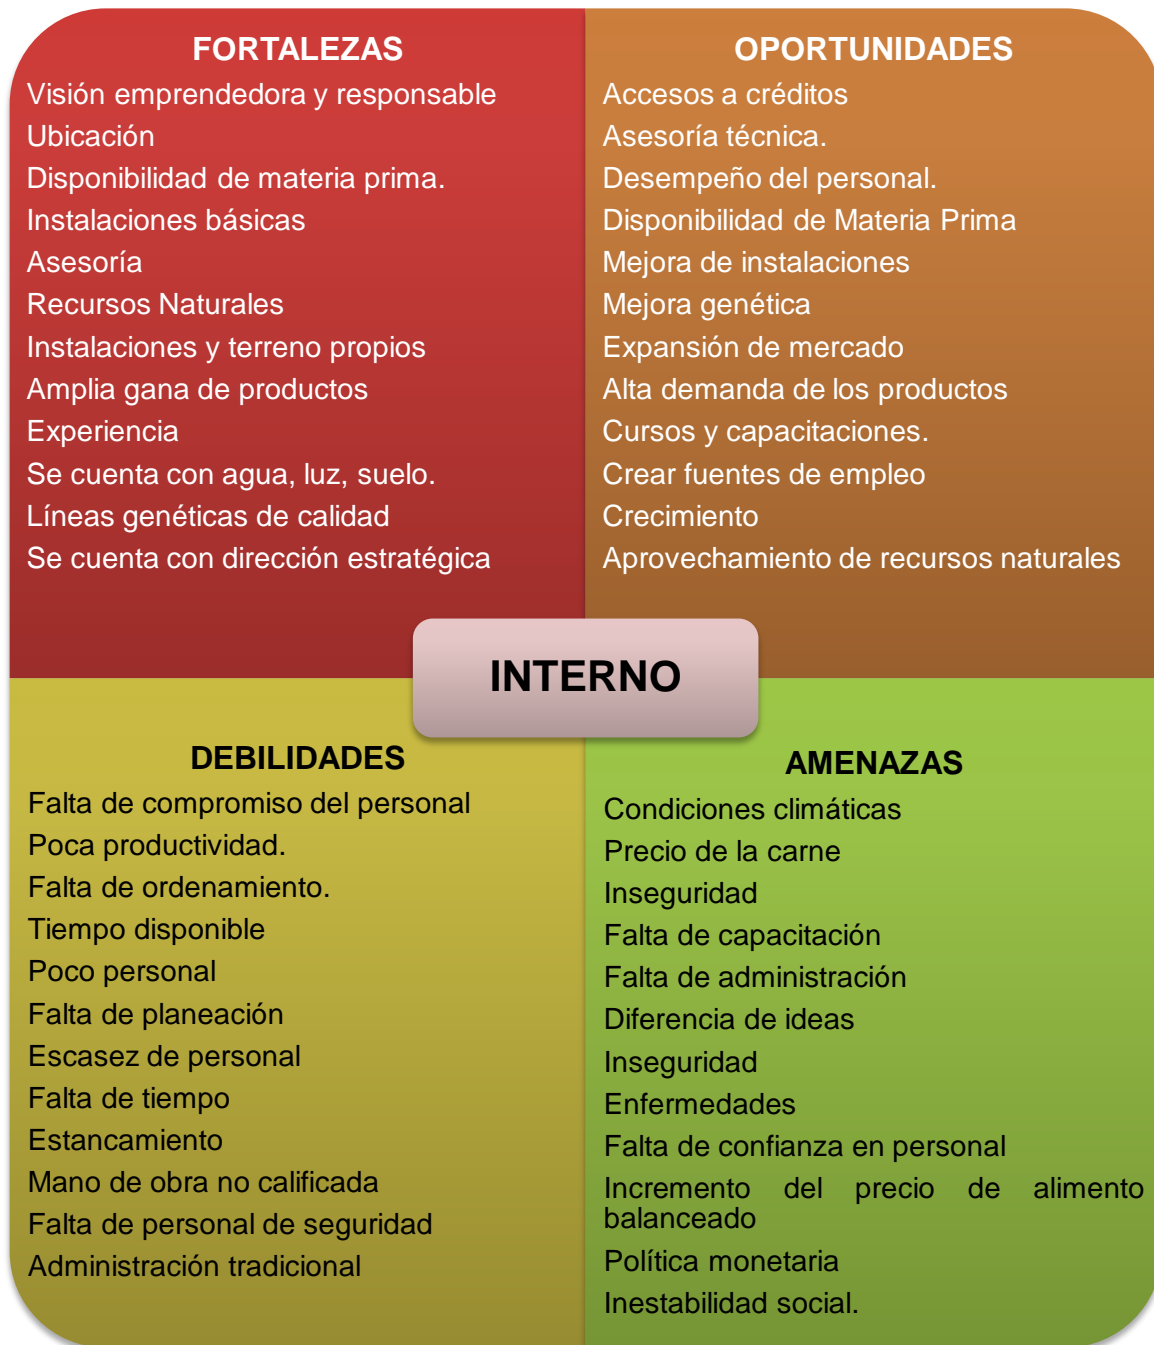 FORTALEZAS
Visión emprendedora y responsable
Ubicación
Disponibilidad de materia prima.
Instalaciones básicas
Asesoría
Recursos Naturales
Instalaciones y terreno propios
Amplia gana de productos
Experiencia
Se cuenta con agua, luz, suelo.
Líneas genéticas de calidad
Se cuenta con dirección estratégica
OPORTUNIDADES
Accesos a créditos
Asesoría técnica.
Desempeño del personal.
Disponibilidad de Materia Prima
Mejora de instalaciones
Mejora genética
Expansión de mercado
Alta demanda de los productos
Cursos y capacitaciones.
Crear fuentes de empleo
Crecimiento
Aprovechamiento de recursos naturales
INTERNO
DEBILIDADES
Falta de compromiso del personal
Poca productividad.
Falta de ordenamiento.
Tiempo disponible
Poco personal
Falta de planeación
Escasez de personal
Falta de tiempo
Estancamiento
Mano de obra no calificada
Falta de personal de seguridad
Administración tradicional
AMENAZAS
Condiciones climáticas
Precio de la carne
Inseguridad
Falta de capacitación
Falta de administración
Diferencia de ideas
Inseguridad
Enfermedades
Falta de confianza en personal
Incremento del precio de alimento
balanceado
Política monetaria
Inestabilidad social.